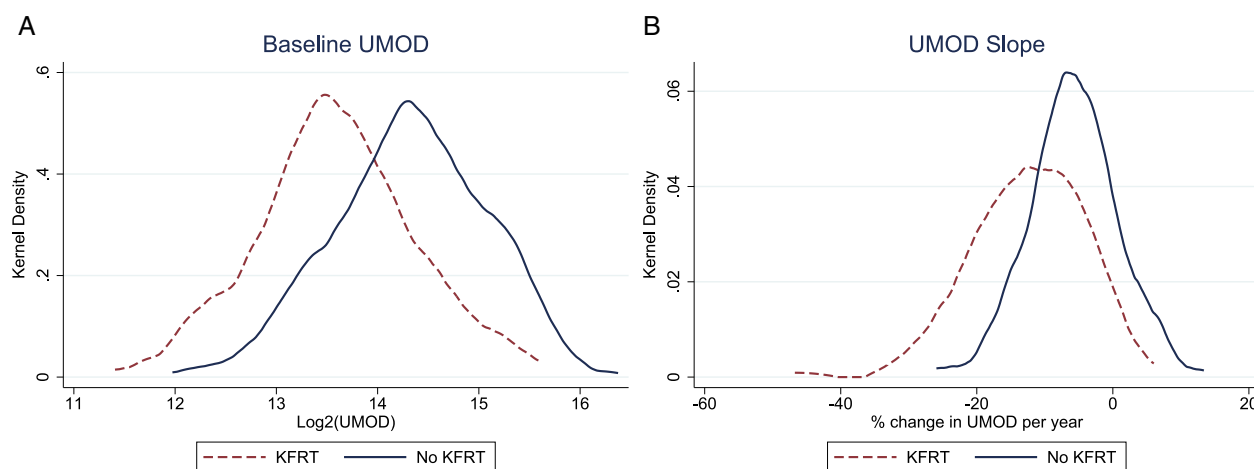 A
Baseline UMOD
Kernel Density
.6
.4
.2
0
11 12 13 14 15 16
Log2(UMOD)
KFRT No KFRT
B
UMOD Slope
Kernel Density
.06
.04
.02
0
-60 -40 -20 0 20
% change in UMOD per year
KFRT No KFRT